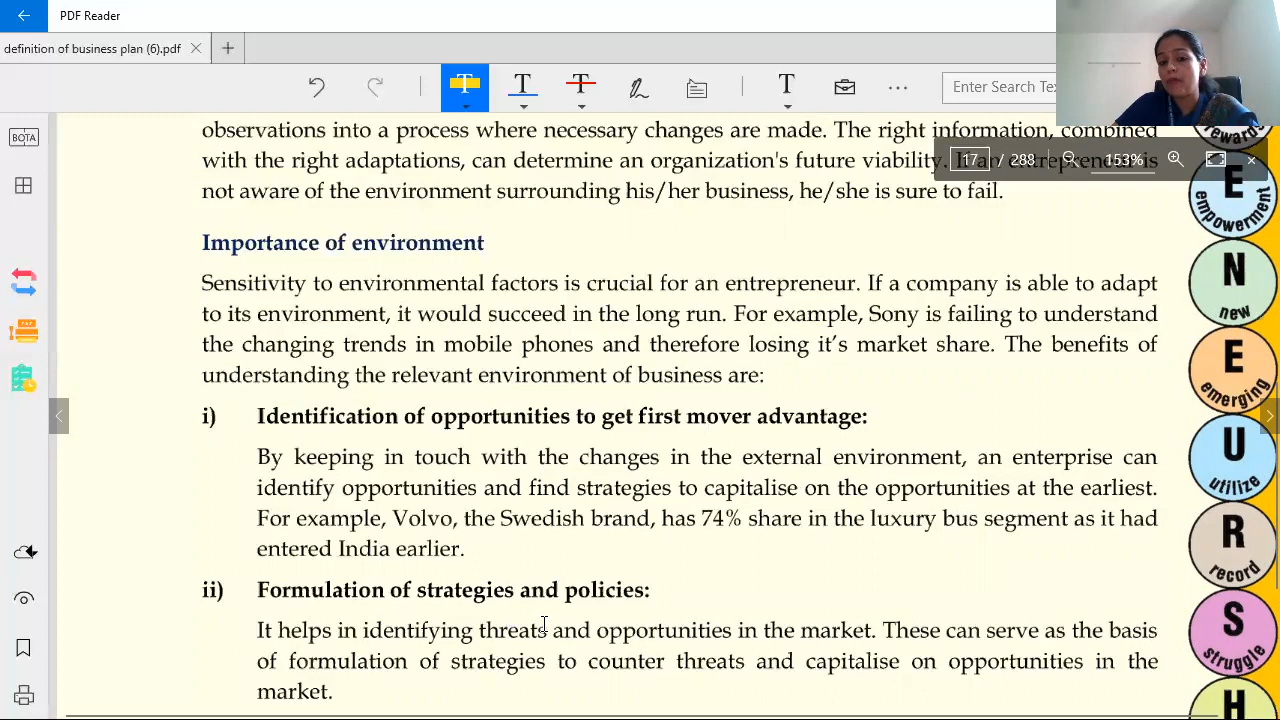 PDF Reader
definition of business plan (6).pdf
Enter Search Tex
17 / 288
153%
BOTA
observations into a process where necessary changes are made. The right information, combined
with the right adaptations, can determine an organization's future viability. If an entrepreneur is
not aware of the environment surrounding his/her business, he/she is sure to fail.
Importance of environment
Sensitivity to environmental factors is crucial for an entrepreneur. If a company is able to adapt
to its environment, it would succeed in the long run. For example, Sony is failing to understand
the changing trends in mobile phones and therefore losing it's market share. The benefits of
understanding the relevant environment of business are:
i) Identification of opportunities to get first mover advantage:
By keeping in touch with the changes in the external environment, an enterprise can
identify opportunities and find strategies to capitalise on the opportunities at the earliest.
For example, Volvo, the Swedish brand, has 74% share in the luxury bus segment as it had
entered India earlier.
ii) Formulation of strategies and policies:
It helps in identifying threats and opportunities in the market. These can serve as the basis
of formulation of strategies to counter threats and capitalise on opportunities in the
market.
rewards
E
empowerment
N
new
E
emerging
U
utilize
R
record
S
struggle
H